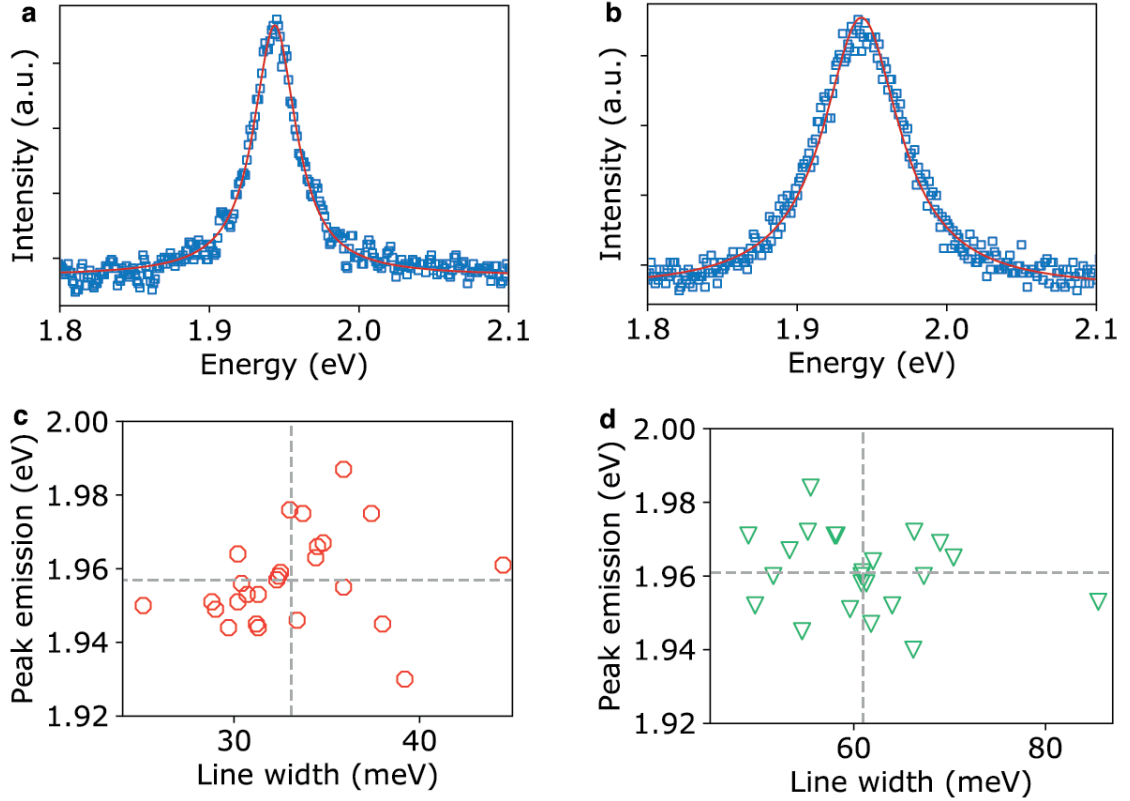 a
Intensity (a.u.)
1.8 1.9 2.0 2.1
Energy (eV)
b
Intensity (a.u.)
1.8 1.9 2.0 2.1
Energy (eV)
c
Peak emission (eV)
2.00
1.98
1.96
1.94
1.92
30 40
Line width (meV)
d
Peak emission (eV)
2.00
1.98
1.96
1.94
1.92
60 80
Line width (meV)